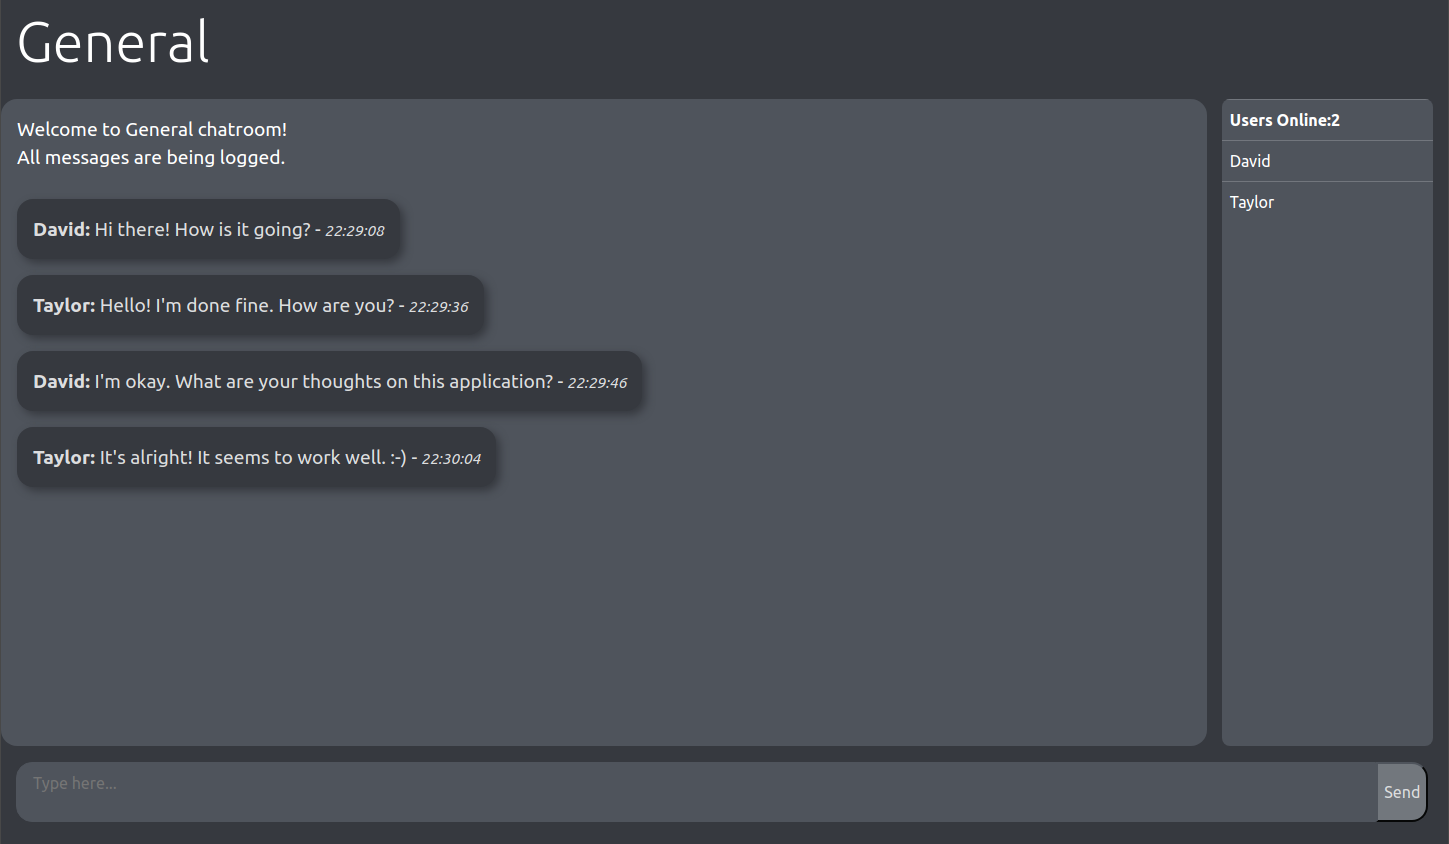 General
Welcome to General chatroom!
All messages are being logged.
David: Hi there! How is it going? - 22:29:08
Taylor: Hello! I'm done fine. How are you? - 22:29:36
David: I'm okay. What are your thoughts on this application? - 22:29:46
Taylor: It's alright! It seems to work well. :-) - 22:30:04
Users Online:2
David
Taylor
Type here...
Send